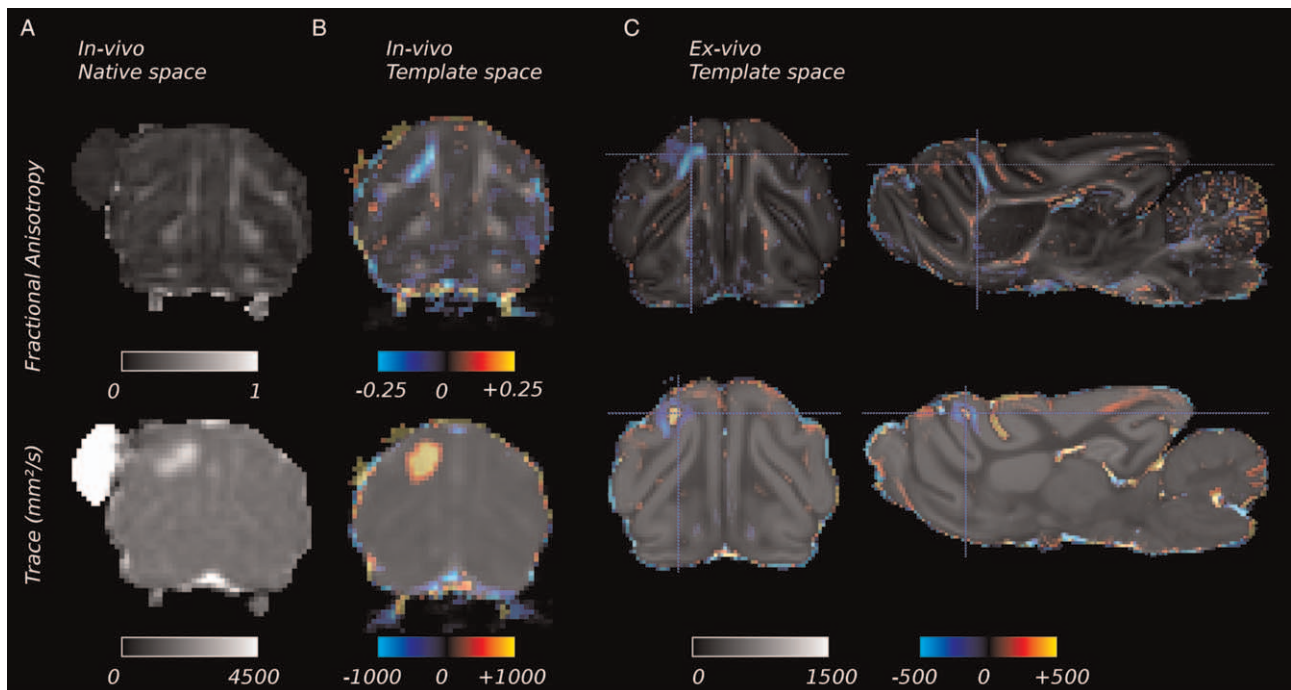 A
B
C
In-vivo
Native space
In-vivo
Template space
Ex-vivo
Template space
Fractional Anisotropy
0 1
-0.25 0 +0.25
Trace (mm²/s)
0 4500
-1000 0 +1000
0 1500
-500 0 +500